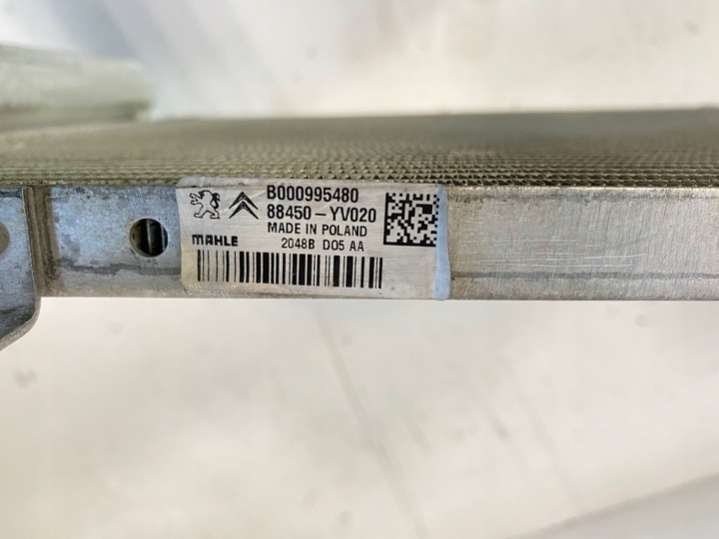 B000995480
88450-YV020
MADE IN POLAND
MAHLE 2048B D05 AA